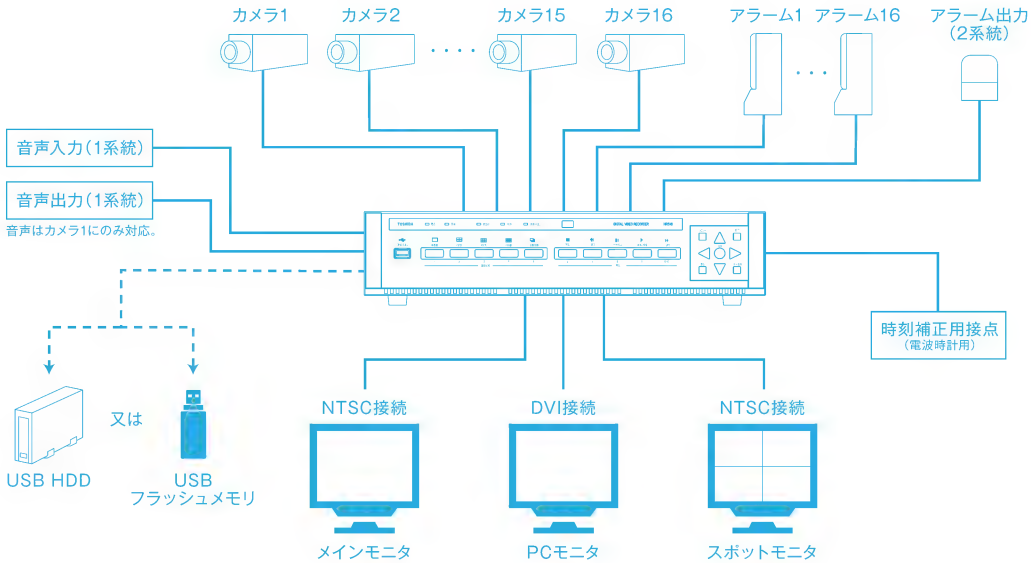 カメラ1
カメラ2
カメラ15
カメラ16
アラーム1
アラーム16
アラーム出力
(2系統)
音声入力(1系統)
音声出力(1系統)
音声はカメラ1にのみ対応。
TOSHIBA
DIGITAL VIDEO RECORDER
時刻補正用接点
(電波時計用)
NTSC接続
DVI接続
NTSC接続
又は
USB HDD
USB
フラッシュメモリ
メインモニタ
PCモニタ
スポットモニタ